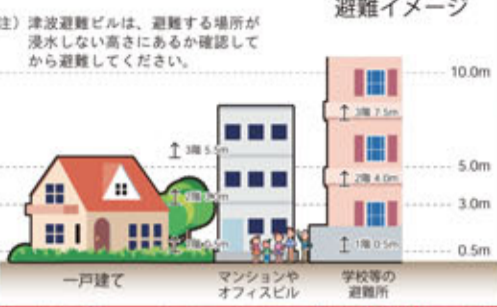 避難イメージ
注）津波避難ビルは、避難する場所が
浸水しない高さにあるか確認して
から避難してください。
10.0m
3階 7.5m
3階 5.5m
5.0m
2階 4.0m
3.0m
1階 0.5m
0.5m
一戸建て
マンションや
オフィスビル
学校等の
避難所